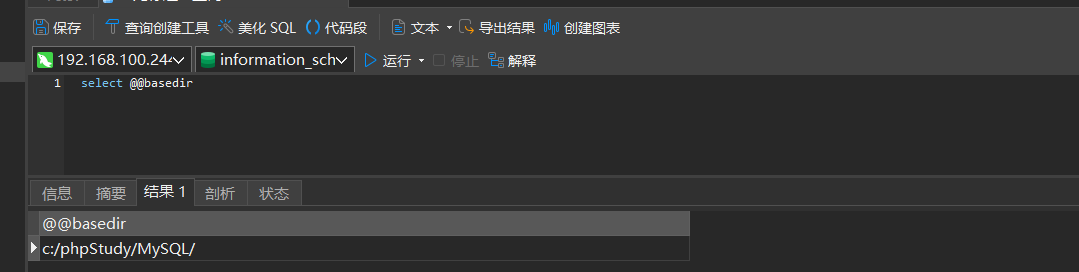 保存 查询创建工具 美化 SQL 代码段 文本 导出结果 创建图表
192.168.100.24 information_sch 运行 停止 解释
1 select @@basedir
信息 摘要 结果 1 剖析 状态
@@basedir
c:/phpStudy/MySQL/